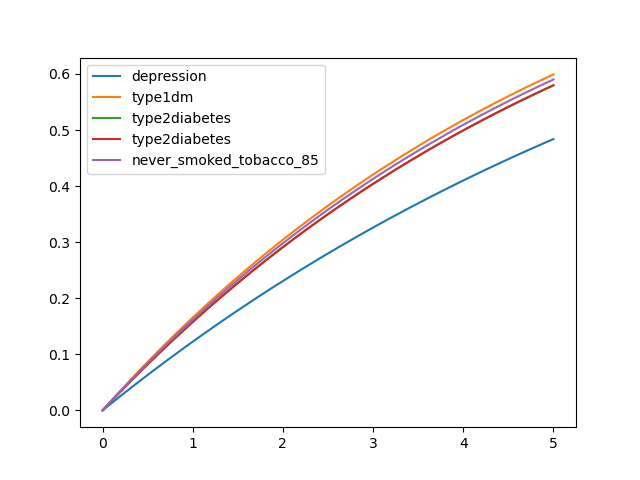 depression
type1dm
type2diabetes
type2diabetes
never_smoked_tobacco_85
0.6
0.5
0.4
0.3
0.2
0.1
0.0
0 1 2 3 4 5